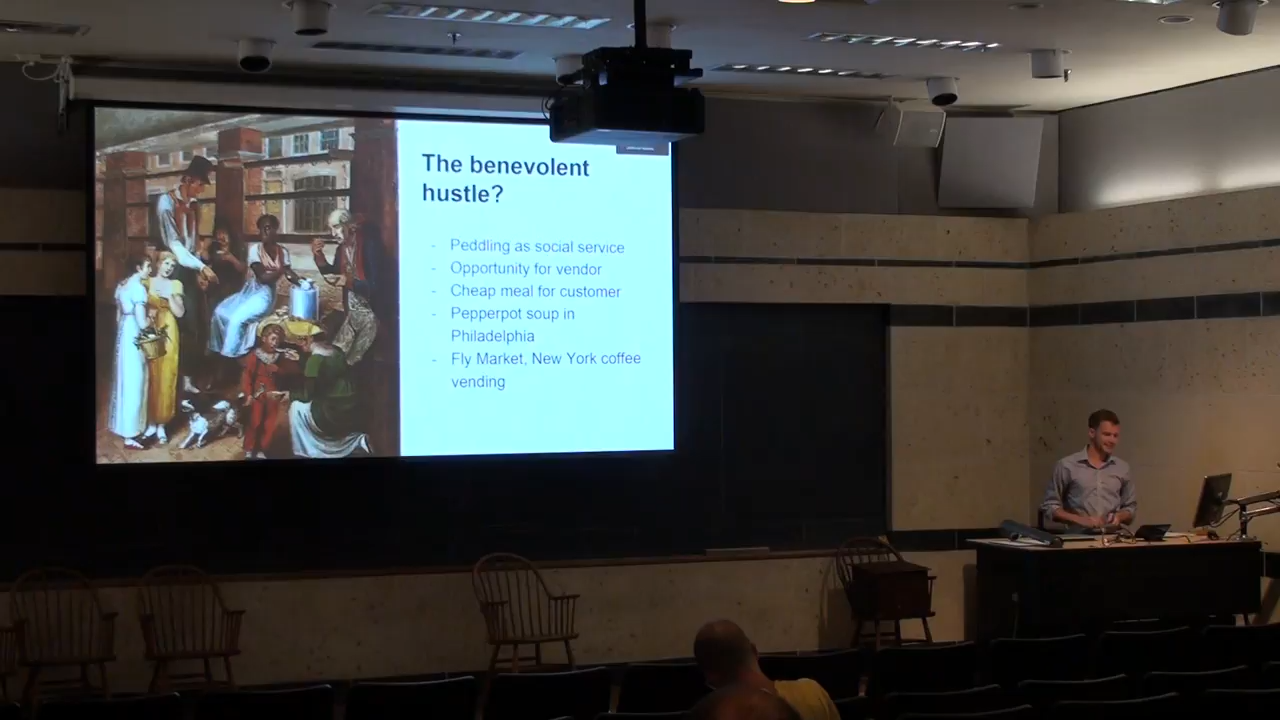 The benevolent
hustle?
- Peddling as social service
- Opportunity for vendor
- Cheap meal for customer
- Pepperpot soup in
Philadelphia
- Fly Market, New York coffee
vending